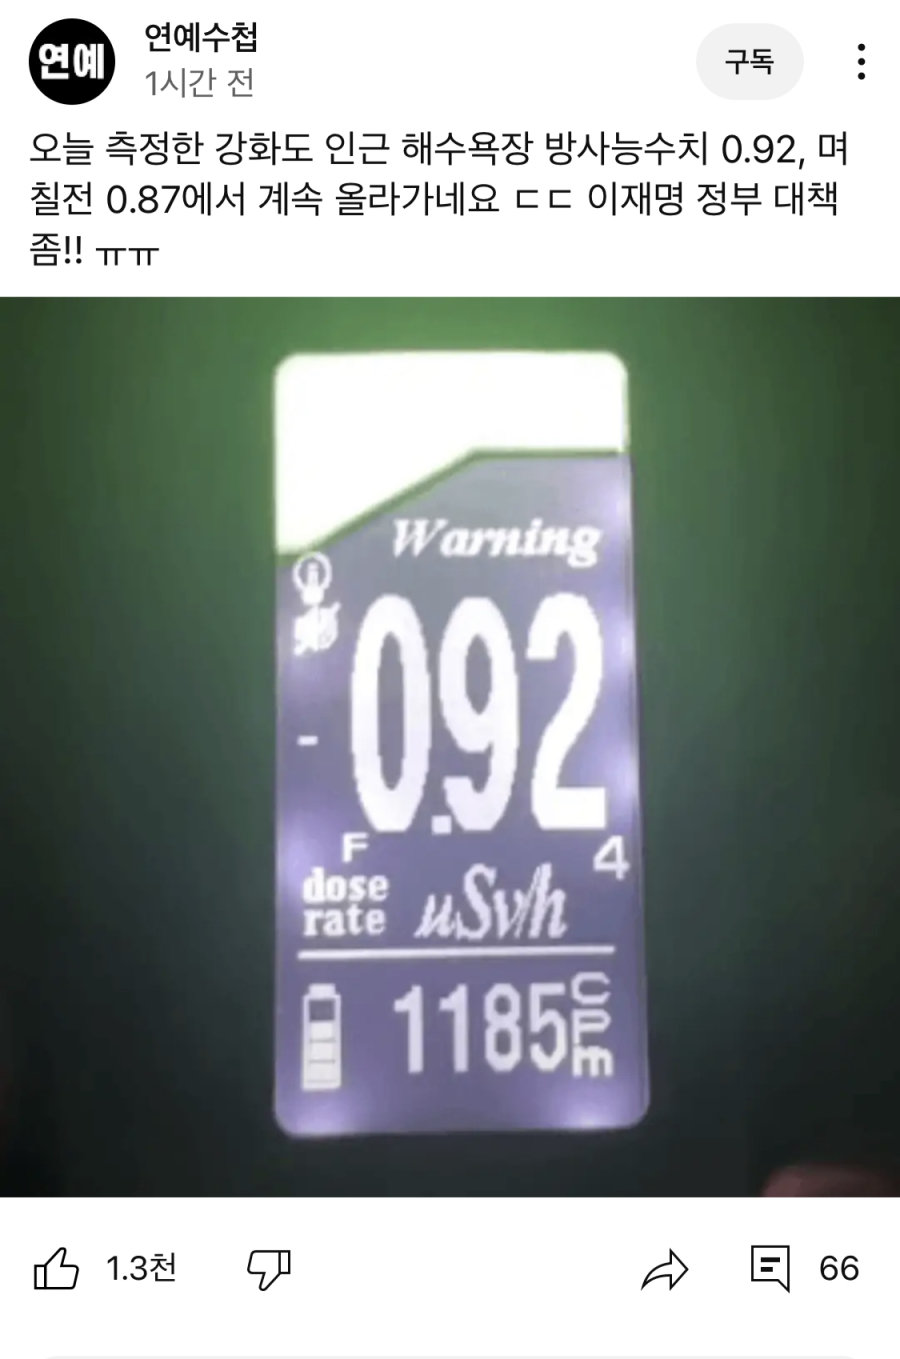 연예
연예수첩
1시간 전
구독
오늘 측정한 강화도 인근 해수욕장 방사능수치 0.92, 며
칠전 0.87에서 계속 올라가네요 ㄷㄷ 이재명 정부 대책
좀!! ㅠㅠ
Warning
0.92
F
4
dose
rate
uSv/h
1185
CPm
1.3천
66